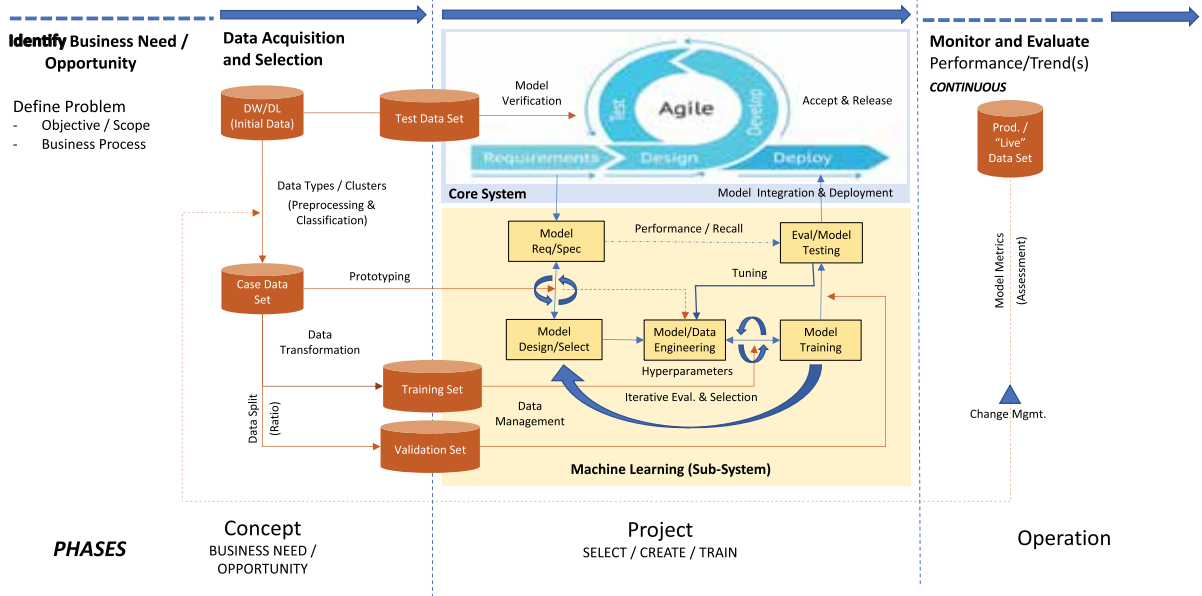 Identify Business Need /
Opportunity
Define Problem
- Objective / Scope
- Business Process
Data Acquisition
and Selection
DW/DL
(Initial Data)
Test Data Set
Model
Verification
Data Types / Clusters
(Preprocessing &
Classification)
Case Data
Set
Prototyping
Data
Transformation
Data Split
(Ratio)
Training Set
Validation Set
Data
Management
Test
Agile
Develop
Requirements
Design
Deploy
Accept & Release
Core System
Model Integration & Deployment
Model
Req/Spec
Performance / Recall
Eval/Model
Testing
Tuning
Model
Design/Select
Model/Data
Engineering
Model
Training
Hyperparameters
Iterative Eval. & Selection
Machine Learning (Sub-System)
Monitor and Evaluate
Performance/Trend(s)
CONTINUOUS
Prod. /
“Live”
Data Set
Model Metrics
(Assessment)
Change Mgmt.
PHASES
Concept
BUSINESS NEED /
OPPORTUNITY
Project
SELECT / CREATE / TRAIN
Operation